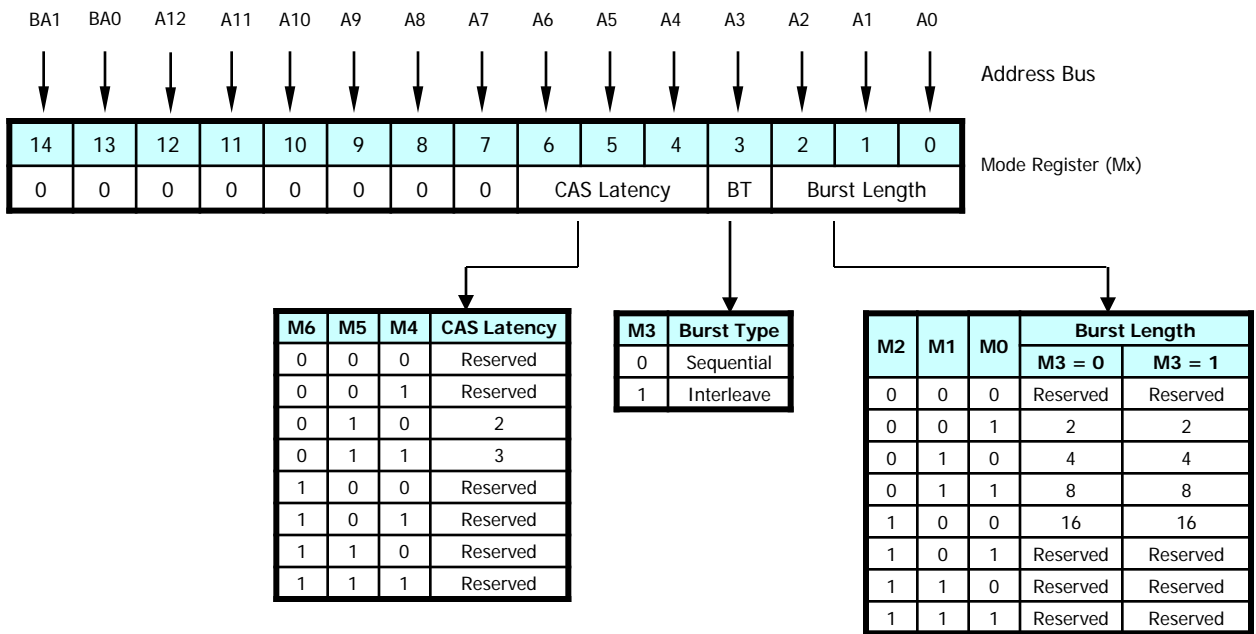 BA1 BA0 A12 A11 A10 A9 A8 A7 A6 A5 A4 A3 A2 A1 A0
Address Bus
14 13 12 11 10 9 8 7 6 5 4 3 2 1 0
Mode Register (Mx)
0 0 0 0 0 0 0 0 CAS Latency BT Burst Length
M6 M5 M4 CAS Latency
0 0 0 Reserved
0 0 1 Reserved
0 1 0 2
0 1 1 3
1 0 0 Reserved
1 0 1 Reserved
1 1 0 Reserved
1 1 1 Reserved
M3 Burst Type
0 Sequential
1 Interleave
M2 M1 M0 Burst Length
M3 = 0 M3 = 1
0 0 0 Reserved Reserved
0 0 1 2 2
0 1 0 4 4
0 1 1 8 8
1 0 0 16 16
1 0 1 Reserved Reserved
1 1 0 Reserved Reserved
1 1 1 Reserved Reserved